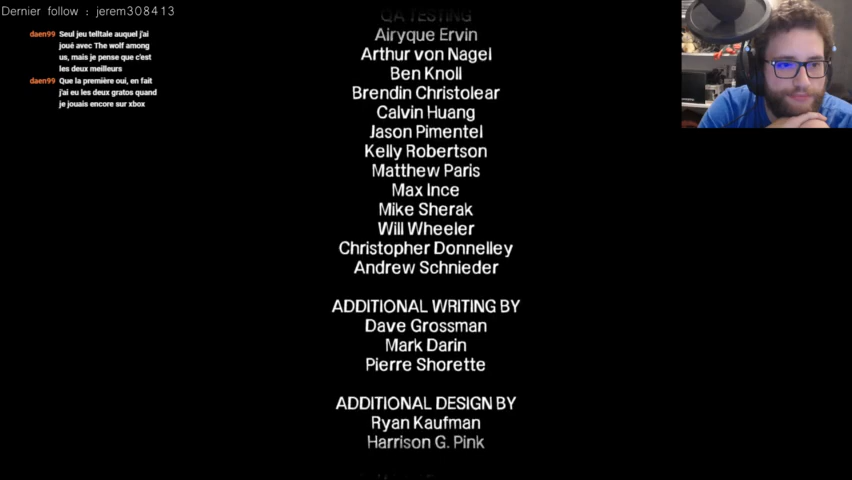 Dernier follow : jerem308413
daen99 Seul jeu telltale auquel j'ai
joué avec The wolf among
us, mais je pense que c'est
les deux meilleurs
daen99 Que la première oui, en fait
j'ai eu les deux gratos quand
je jouais encore sur xbox
QA TESTING
Airyque Ervin
Arthur von Nagel
Ben Knoll
Brendin Christolear
Calvin Huang
Jason Pimentel
Kelly Robertson
Matthew Paris
Max Ince
Mike Sherak
Will Wheeler
Christopher Donnelley
Andrew Schnieder
ADDITIONAL WRITING BY
Dave Grossman
Mark Darin
Pierre Shorette
ADDITIONAL DESIGN BY
Ryan Kaufman
Harrison G. Pink